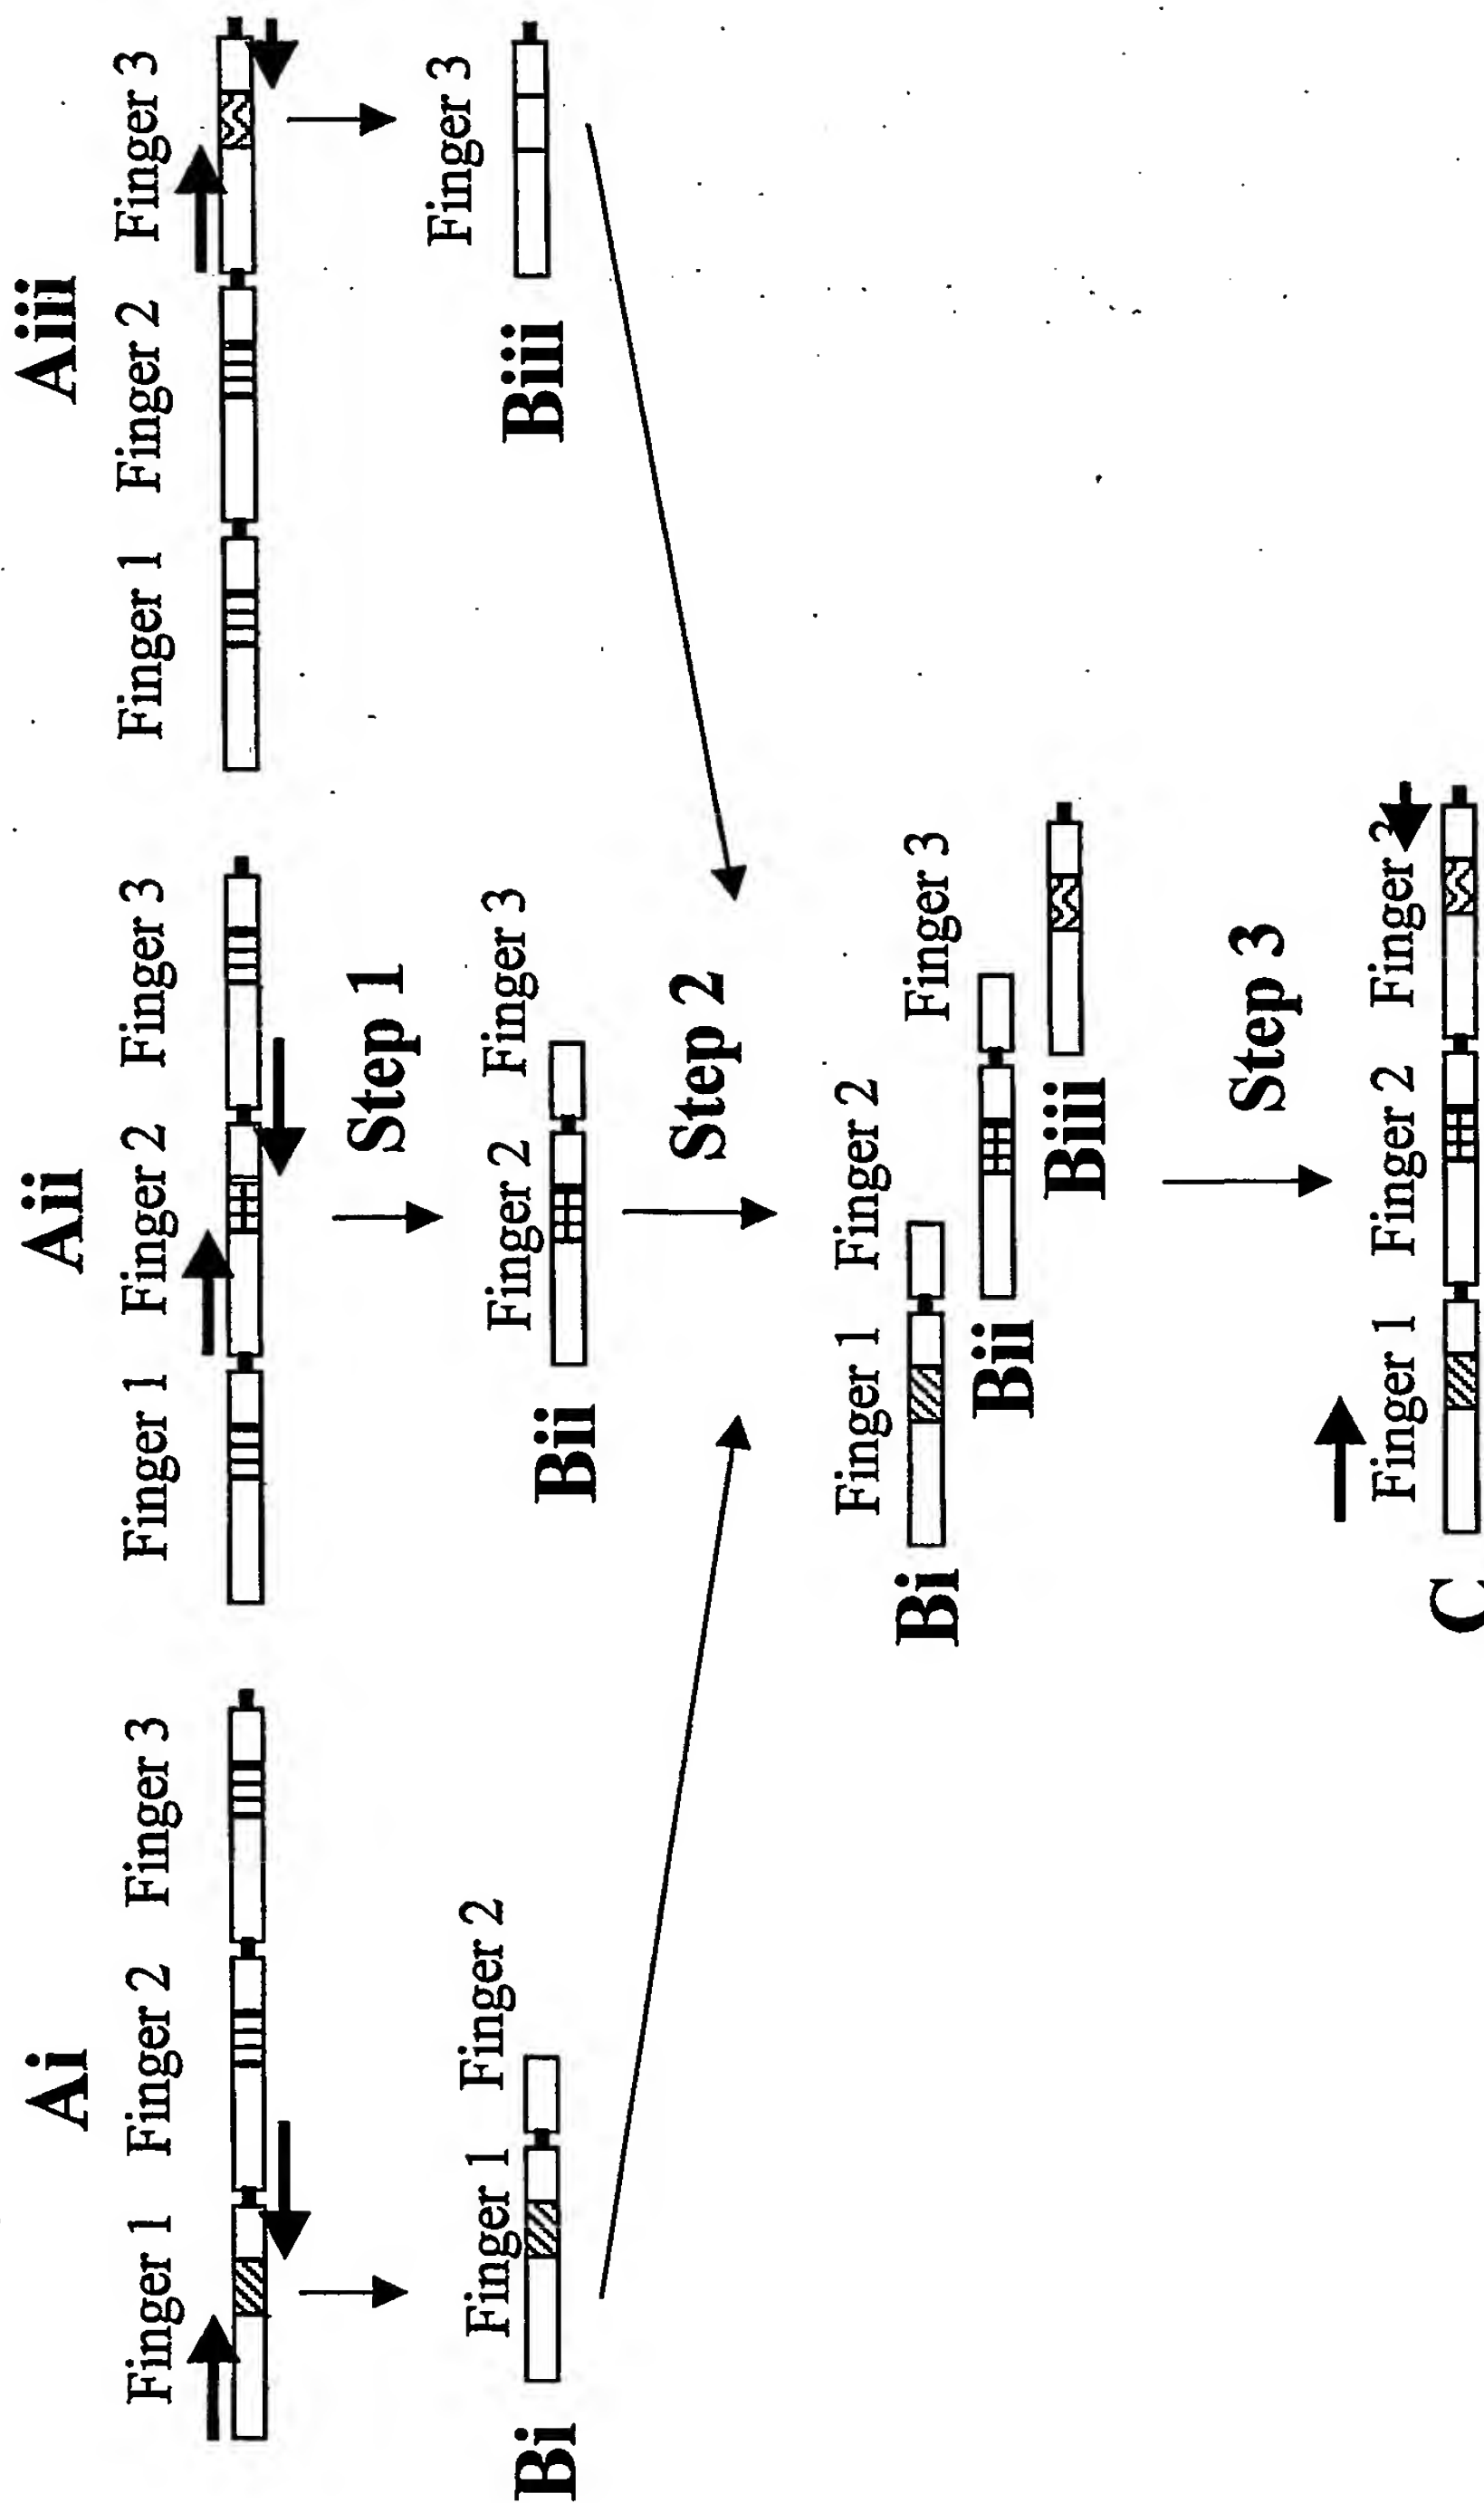 Ai
Aii
Aiii
Finger 1 Finger 2 Finger 3
Finger 1 Finger 2 Finger 3
Finger 1 Finger 2 Finger 3
Step 1
Finger 1 Finger 2
Finger 2 Finger 3
Finger 3
Bi
Bii
Biii
Step 2
Finger 1 Finger 2
Finger 3
Bi
Bii
Biii
Step 3
Finger 1 Finger 2 Finger 3
C